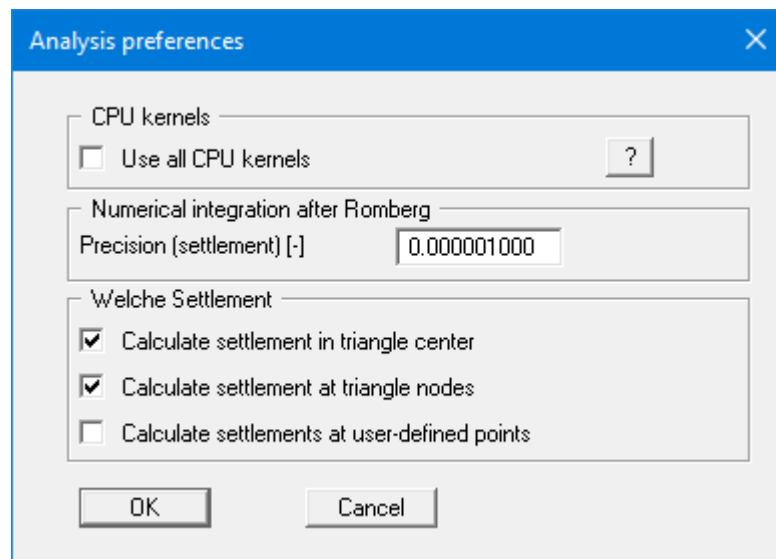 Analysis preferences
CPU kernels
Use all CPU kernels
?
Numerical integration after Romberg
Precision (settlement) [-]
0.000001000
Welche Settlement
Calculate settlement in triangle center
Calculate settlement at triangle nodes
Calculate settlements at user-defined points
OK
Cancel